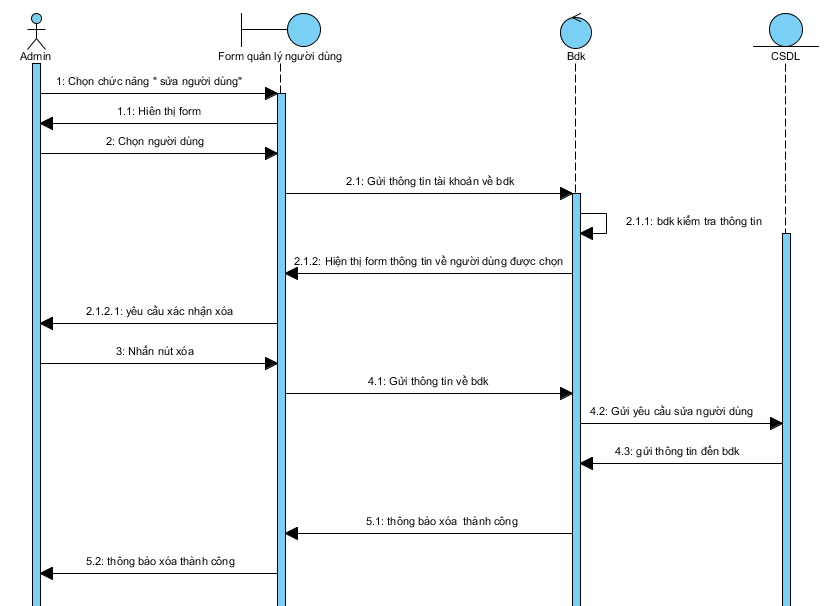 Admin
Form quản lý người dùng
Bdk
CSDL
1: Chọn chức năng " sửa người dùng"
1.1: Hiên thị form
2: Chọn người dùng
2.1: Gửi thông tin tài khoản về bdk
2.1.1: bdk kiểm tra thông tin
2.1.2: Hiện thị form thông tin về người dùng được chọn
2.1.2.1: yêu cầu xác nhận xóa
3: Nhấn nút xóa
4.1: Gửi thông tin về bdk
4.2: Gửi yêu cầu sửa người dùng
4.3: gửi thông tin đến bdk
5.1: thông báo xóa  thành công
5.2: thông báo xóa thành công